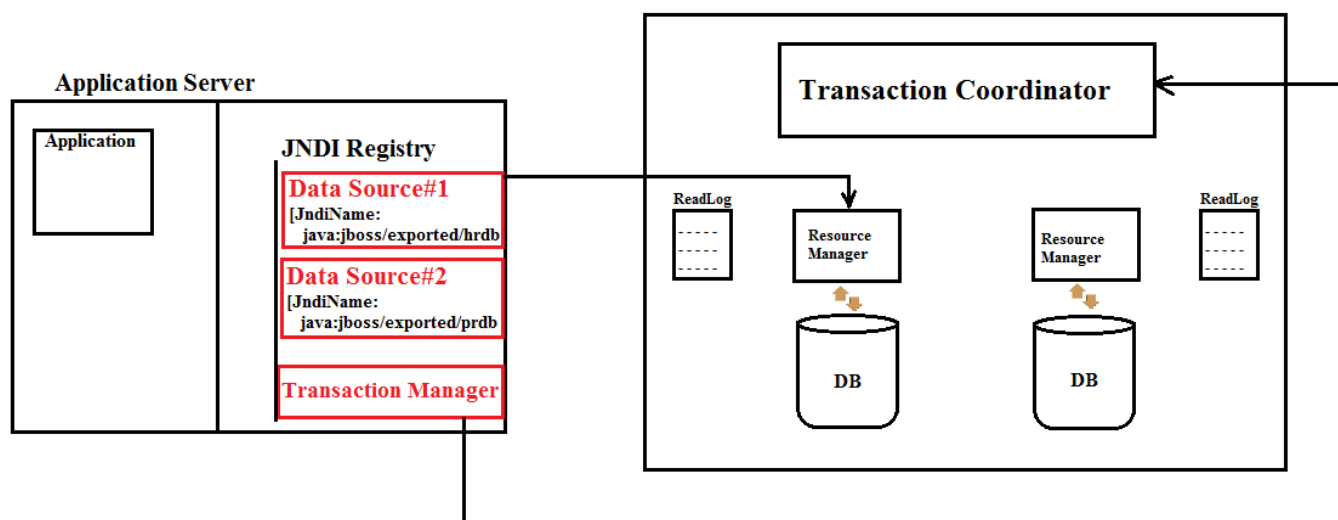 Application Server
Application
JNDI Registry
Data Source#1
[JndiName:
java:jboss/exported/hrdb
Data Source#2
[JndiName:
java:jboss/exported/prdb
Transaction Manager
Transaction Coordinator
ReadLog
- - - - -
- - - - -
- - - - -
Resource
Manager
DB
Resource
Manager
DB
ReadLog
- - - - -
- - - - -
- - - - -